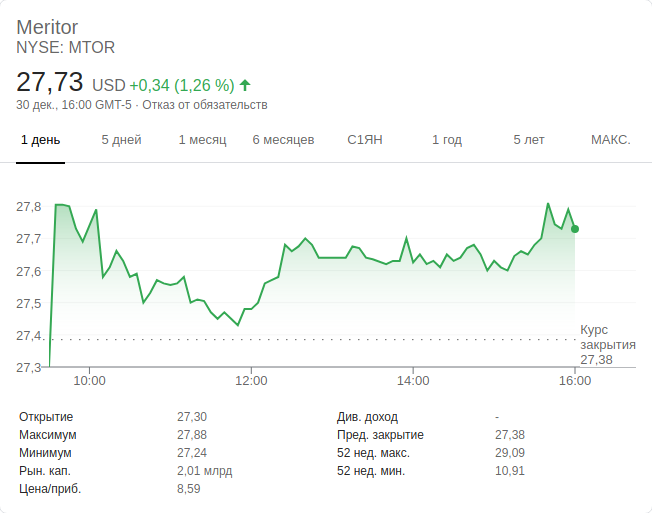 Meritor
NYSE: MTOR
27,73 USD +0,34 (1,26 %)
30 дек., 16:00 GMT-5 · Отказ от обязательств
1 день 5 дней 1 месяц 6 месяцев С1ЯН 1 год 5 лет МАКС.
27,8
27,7
27,6
27,5
27,4
27,3
Курс
закрытия
27,38
10:00 12:00 14:00 16:00
Открытие 27,30 Див. доход -
Максимум 27,88 Пред. закрытие 27,38
Минимум 27,24 52 нед. макс. 29,09
Рын. кап. 2,01 млрд 52 нед. мин. 10,91
Цена/приб. 8,59